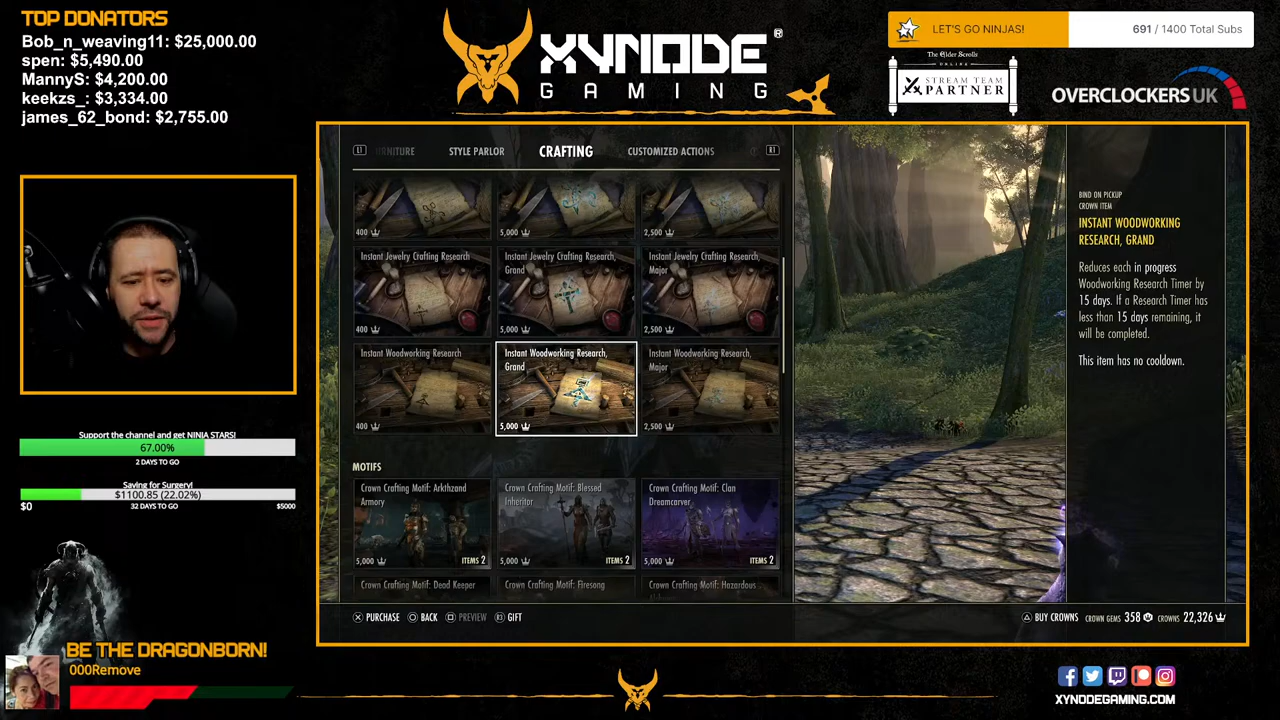 TOP DONATORS
Bob_n_weaving11: $25,000.00
spen: $5,490.00
MannyS: $4,200.00
keekzs_: $3,334.00
james_62_bond: $2,755.00
XYNODE®
GAMING
LET'S GO NINJAS!
691 / 1400 Total Subs
The Elder Scrolls
ONLINE
STREAM TEAM
PARTNER
OVERCLOCKERS UK
L1
STYLE PARLOR
CRAFTING
CUSTOMIZED ACTIONS
R1
400
5,000
2,500
Instant Jewelry Crafting Research
400
Instant Jewelry Crafting Research, Grand
5,000
Instant Jewelry Crafting Research, Major
2,500
Instant Woodworking Research
400
Instant Woodworking Research, Grand
5,000
Instant Woodworking Research, Major
2,500
MOTIFS
Crown Crafting Motif: Arkthzand Armory
5,000
ITEMS 2
Crown Crafting Motif: Blessed Inheritor
5,000
ITEMS 2
Crown Crafting Motif: Clan Dreamcarver
5,000
ITEMS 2
Crown Crafting Motif: Dead Keeper
Crown Crafting Motif: Firesong
Crown Crafting Motif: Hazardous
BIND ON PICKUP
CROWN ITEM
INSTANT WOODWORKING
RESEARCH, GRAND
Reduces each in progress
Woodworking Research Timer by
15 days. If a Research Timer has
less than 15 days remaining, it
will be completed.
This item has no cooldown.
PURCHASE
BACK
PREVIEW
R3 GIFT
BUY CROWNS
CROWN GEMS 358
CROWNS 22,326
Support the channel and get NINJA STARS!
67.00%
2 DAYS TO GO
Saving for Surgery!
$1100.85 (22.02%)
$0
32 DAYS TO GO
$5000
BE THE DRAGONBORN!
000Remove
XYNODEGAMING.COM